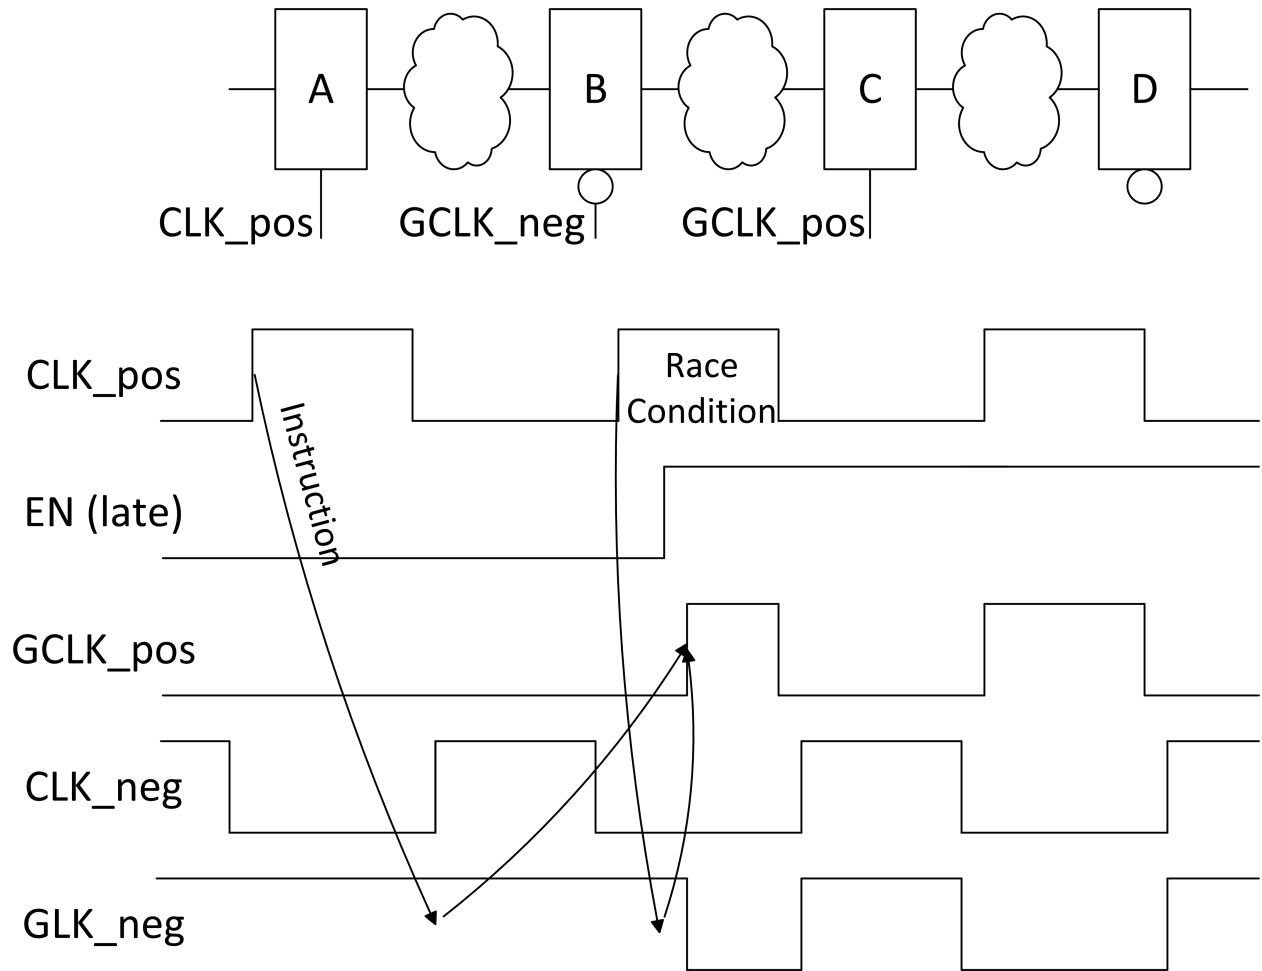 A
B
C
D
CLK_pos
GCLK_neg
GCLK_pos
CLK_pos
Race
Condition
Instruction
EN (late)
GCLK_pos
CLK_neg
GLK_neg